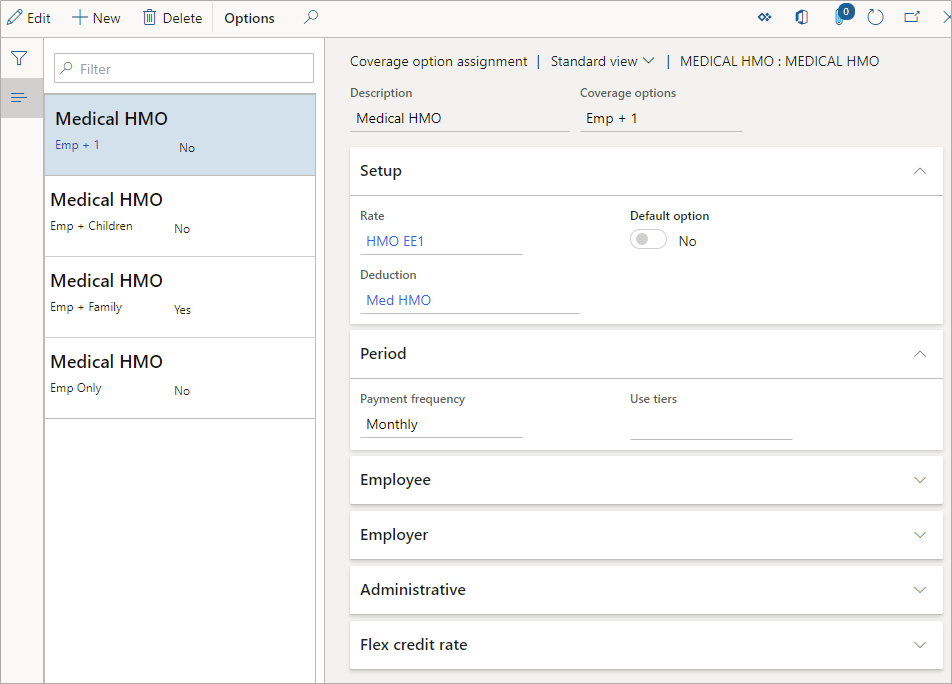 Edit New Delete Options 0
Filter
Medical HMO
Emp + 1 No
Medical HMO
Emp + Children No
Medical HMO
Emp + Family Yes
Medical HMO
Emp Only No
Coverage option assignment | Standard view | MEDICAL HMO : MEDICAL HMO
Description Coverage options
Medical HMO Emp + 1
Setup
Rate Default option
HMO EE1 No
Deduction
Med HMO
Period
Payment frequency Use tiers
Monthly
Employee
Employer
Administrative
Flex credit rate